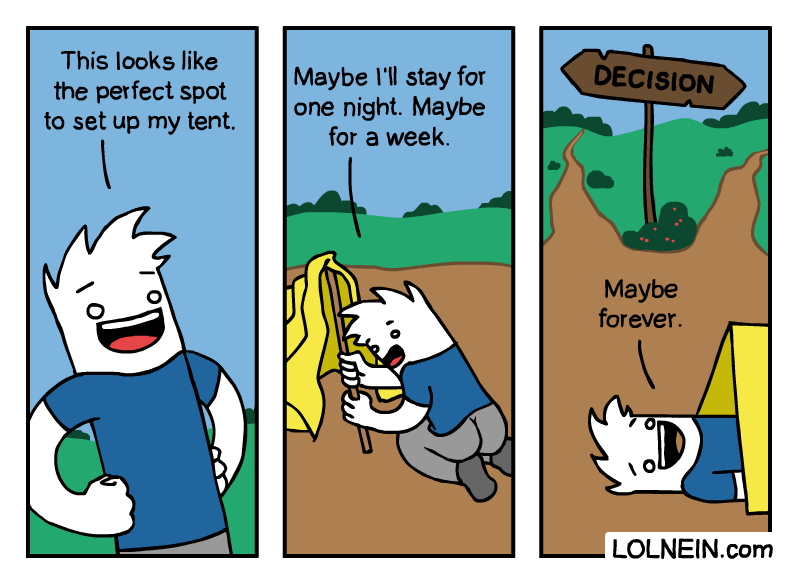 This looks like
the perfect spot
to set up my tent.
Maybe I'll stay for
one night. Maybe
for a week.
DECISION
Maybe
forever.
LOLNEIN.com